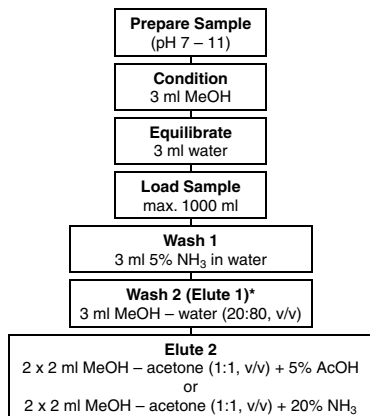 Prepare Sample
(pH 7 – 11)
Condition
3 ml MeOH
Equilibrate
3 ml water
Load Sample
max. 1000 ml
Wash 1
3 ml 5% NH₃ in water
Wash 2 (Elute 1)*
3 ml MeOH – water (20:80, v/v)
Elute 2
2 x 2 ml MeOH – acetone (1:1, v/v) + 5% AcOH
or
2 x 2 ml MeOH – acetone (1:1, v/v) + 20% NH₃